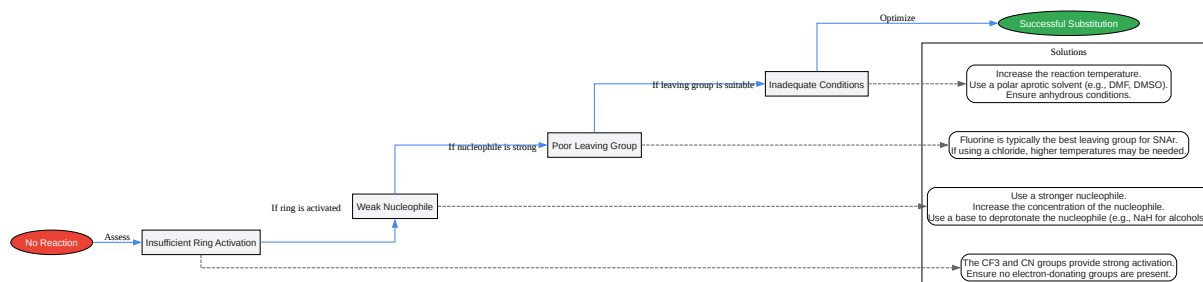 Optimize
Successful Substitution
Solutions
If leaving group is suitable
Inadequate Conditions
Increase the reaction temperature.
Use a polar aprotic solvent (e.g., DMF, DMSO).
Ensure anhydrous conditions.
If nucleophile is strong
Poor Leaving Group
Fluorine is typically the best leaving group for SNAr.
If using a chloride, higher temperatures may be needed.
If ring is activated
Weak Nucleophile
Use a stronger nucleophile.
Increase the concentration of the nucleophile.
Use a base to deprotonate the nucleophile (e.g., NaH for alcohols
No Reaction
Assess
Insufficient Ring Activation
The CF3 and CN groups provide strong activation.
Ensure no electron-donating groups are present.